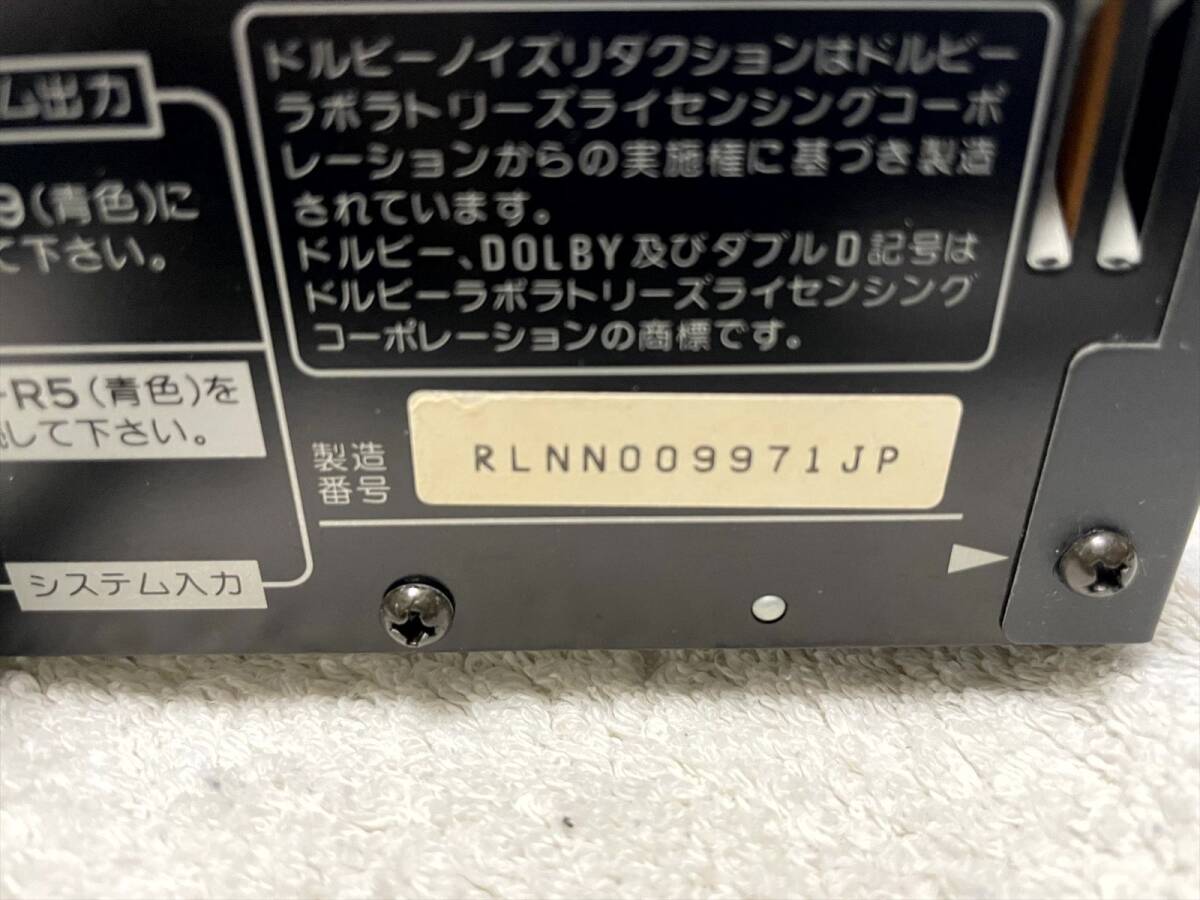 ム出力
9(青色)に
て下さい。
-R5(青色)を
して下さい。
システム入力
ドルビーノイズリダクションはドルビー
ラボラトリーズライセンシングコーポ
レーションからの実施権に基づき製造
されています。
ドルビー、DOLBY及びダブルD記号は
ドルビーラボラトリーズライセンシング
コーポレーションの商標です。
製造
番号
RLNN009971JP